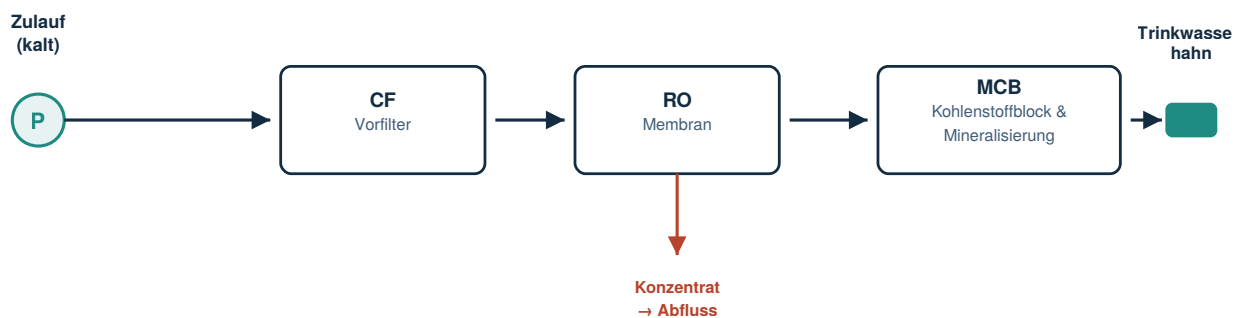 Zulauf
(kalt)
P
CF
Vorfilter
RO
Membran
MCB
Kohlenstoffblock &
Mineralisierung
Trinkwasse
hahn
Konzentrat
→ Abfluss